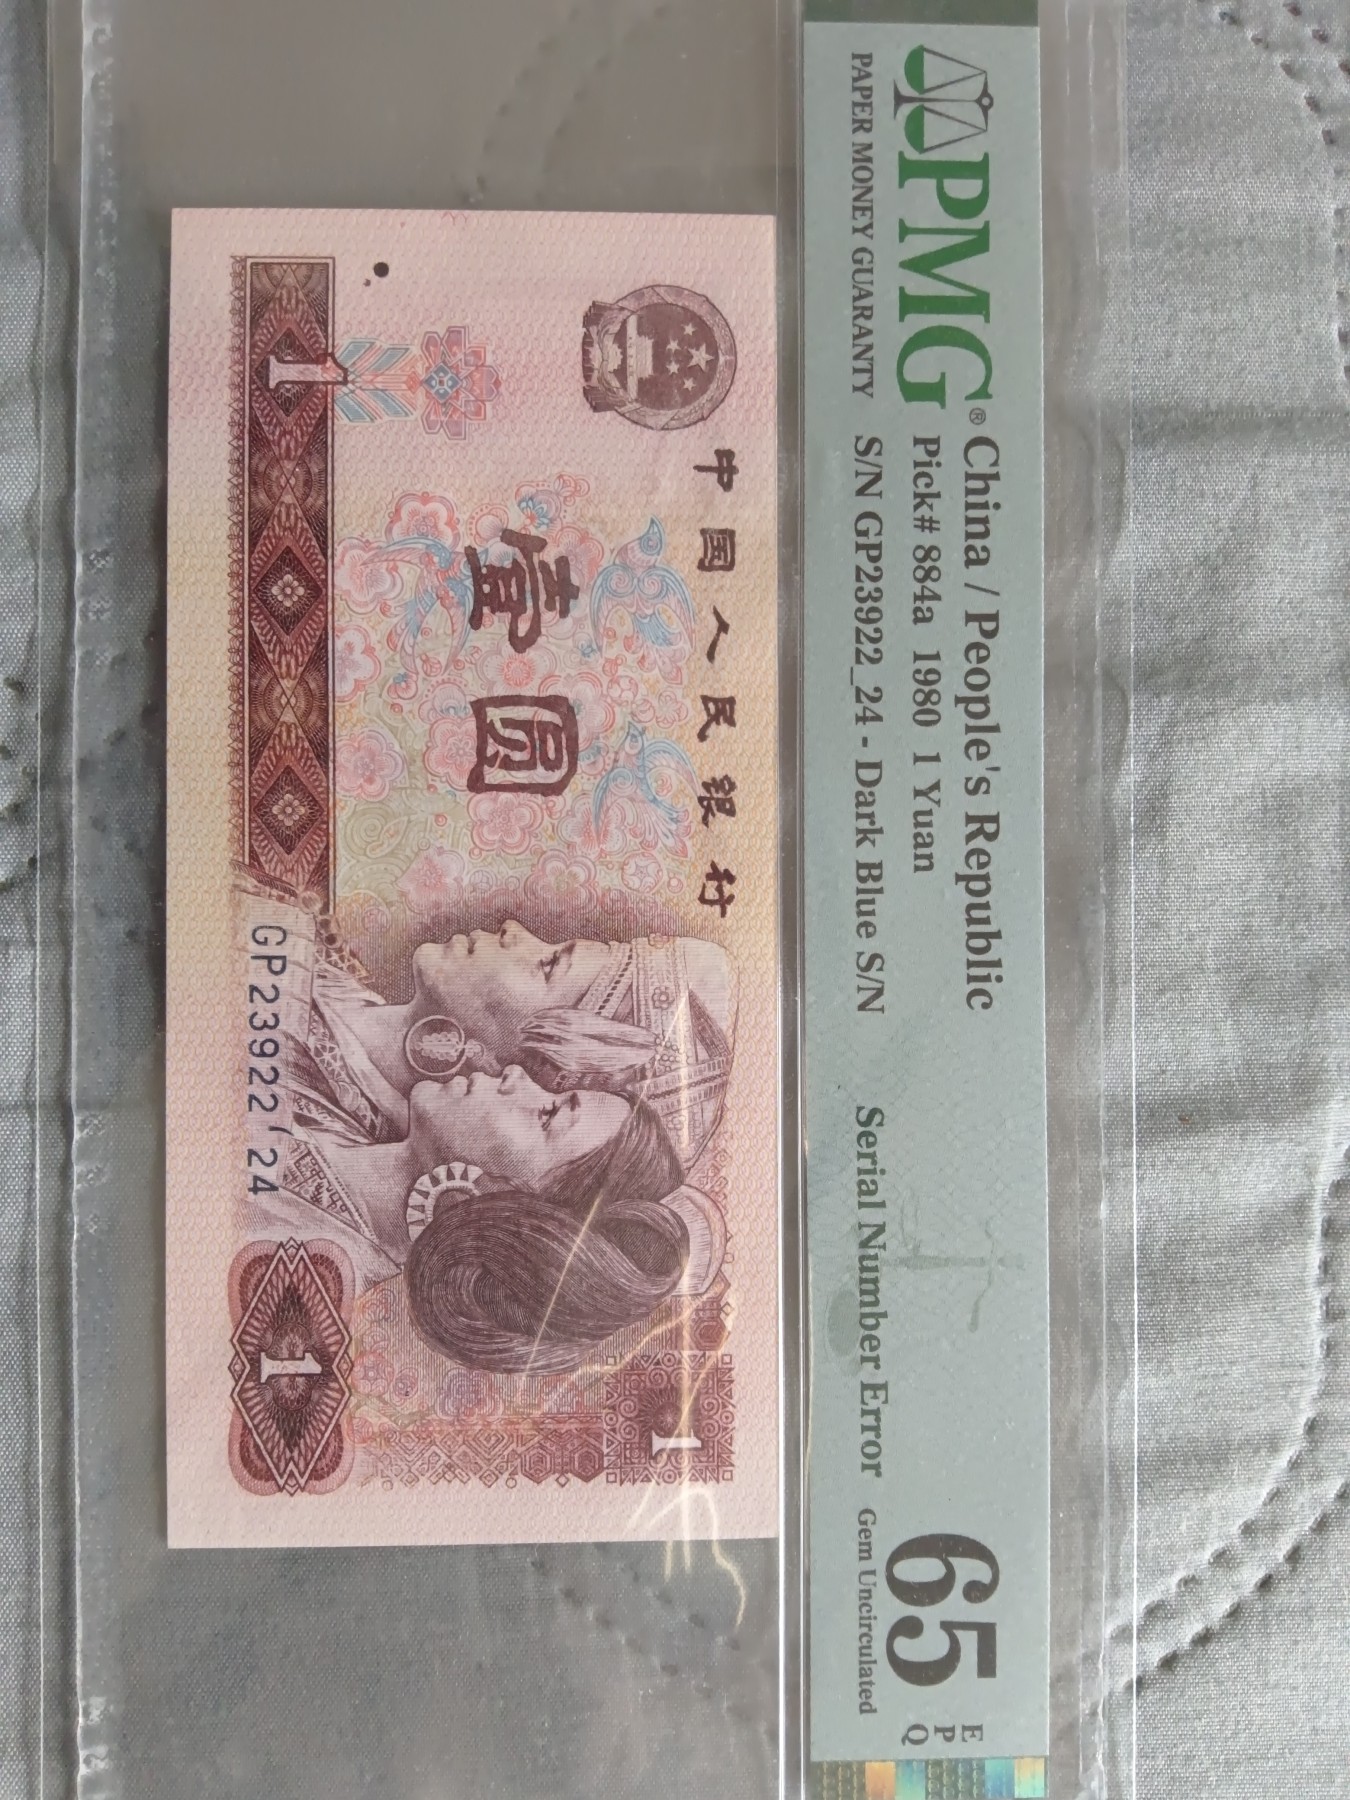 PMG®
PAPER MONEY GUARANTY
China / People's Republic
Pick# 884a 1980 1 Yuan
S/N GP23922_24 - Dark Blue S/N
Serial Number Error
65
EPQ
Gem Uncirculated
中国人民银行
壹圆
1
GP23922/24
1
1